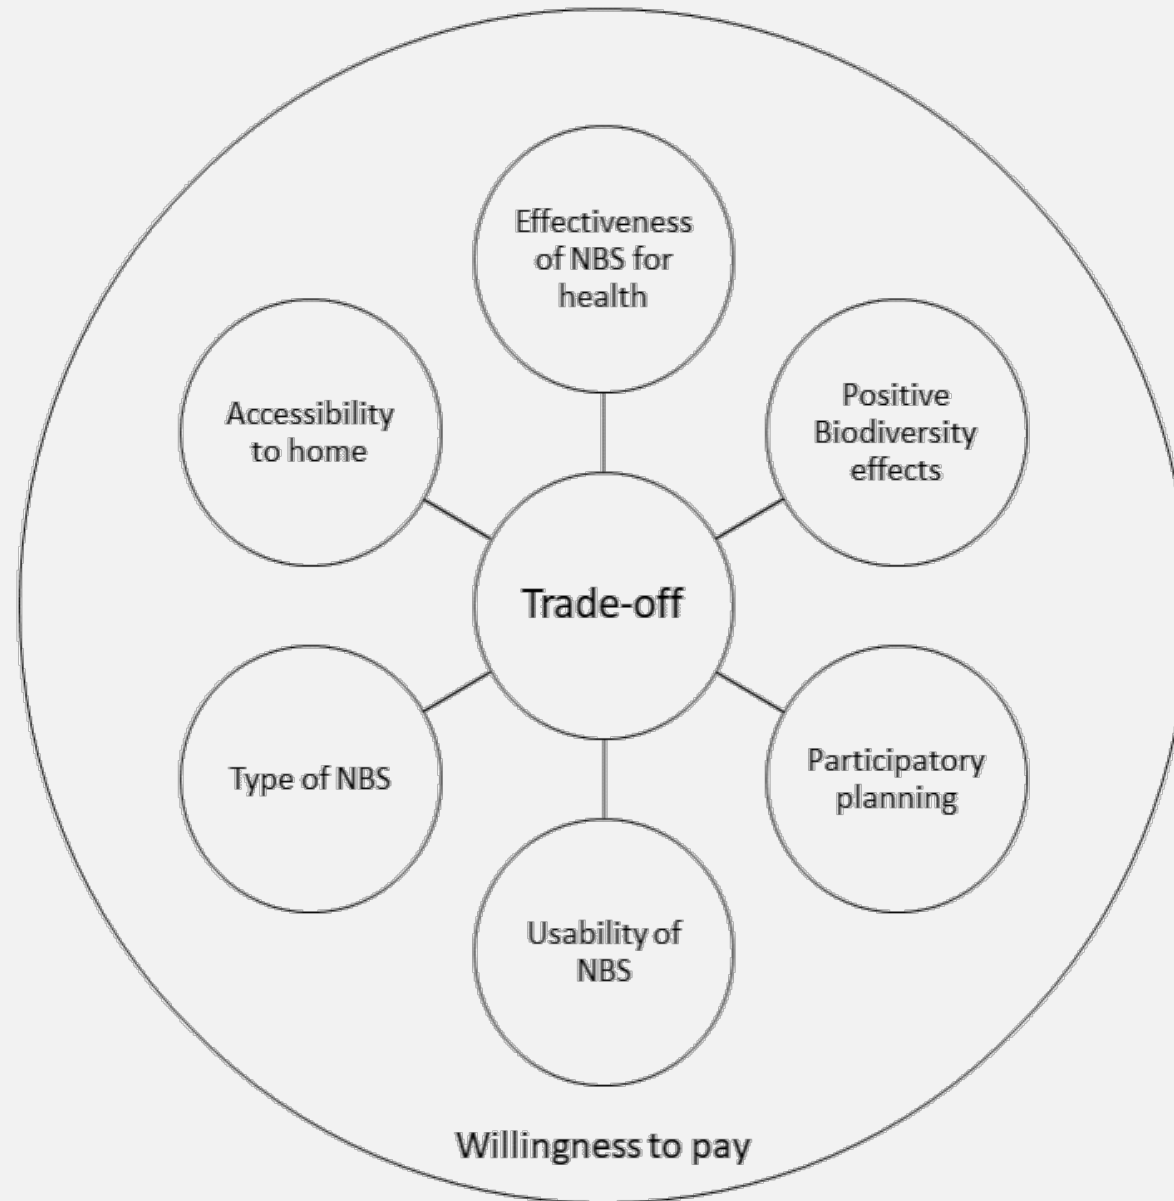 Effectiveness
of NBS for
health
Accessibility
to home
Positive
Biodiversity
effects
Trade-off
Type of NBS
Participatory
planning
Usability of
NBS
Willingness to pay